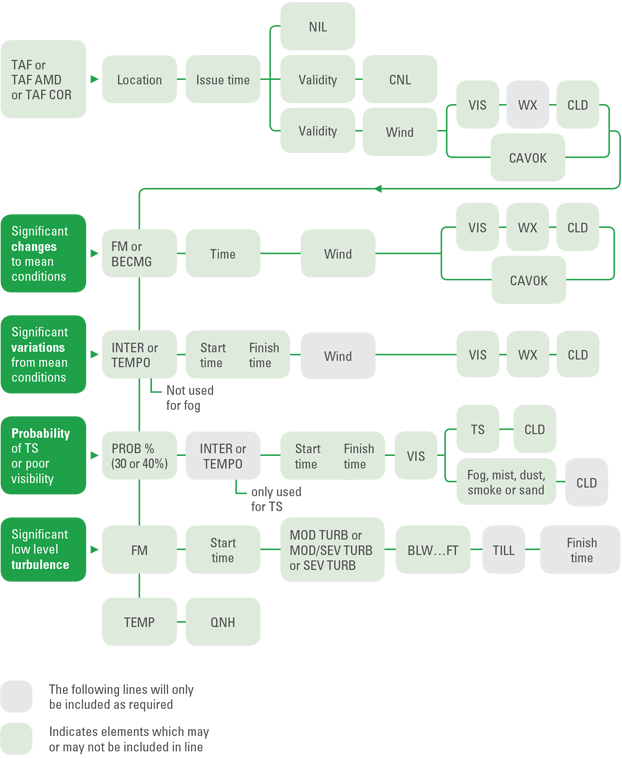 NIL
TAF or
TAF AMD
or TAF COR
Location
Issue time
Validity
CNL
Validity
Wind
VIS
WX
CLD
CAVOK
Significant
changes
to mean
conditions
FM or
BECMG
Time
Wind
VIS
WX
CLD
CAVOK
Significant
variations
from mean
conditions
INTER or
TEMPO
Start
time
Finish
time
Wind
VIS
WX
CLD
Not used
for fog
Probability
of TS
or poor
visibility
PROB %
(30 or 40%)
INTER or
TEMPO
Start
time
Finish
time
VIS
TS
CLD
Fog, mist, dust,
smoke or sand
CLD
only used
for TS
Significant
low level
turbulence
FM
Start
time
MOD TURB or
MOD/SEV TURB
or SEV TURB
BLW...FT
TILL
Finish
time
TEMP
QNH
The following lines will only
be included as required
Indicates elements which may
or may not be included in line